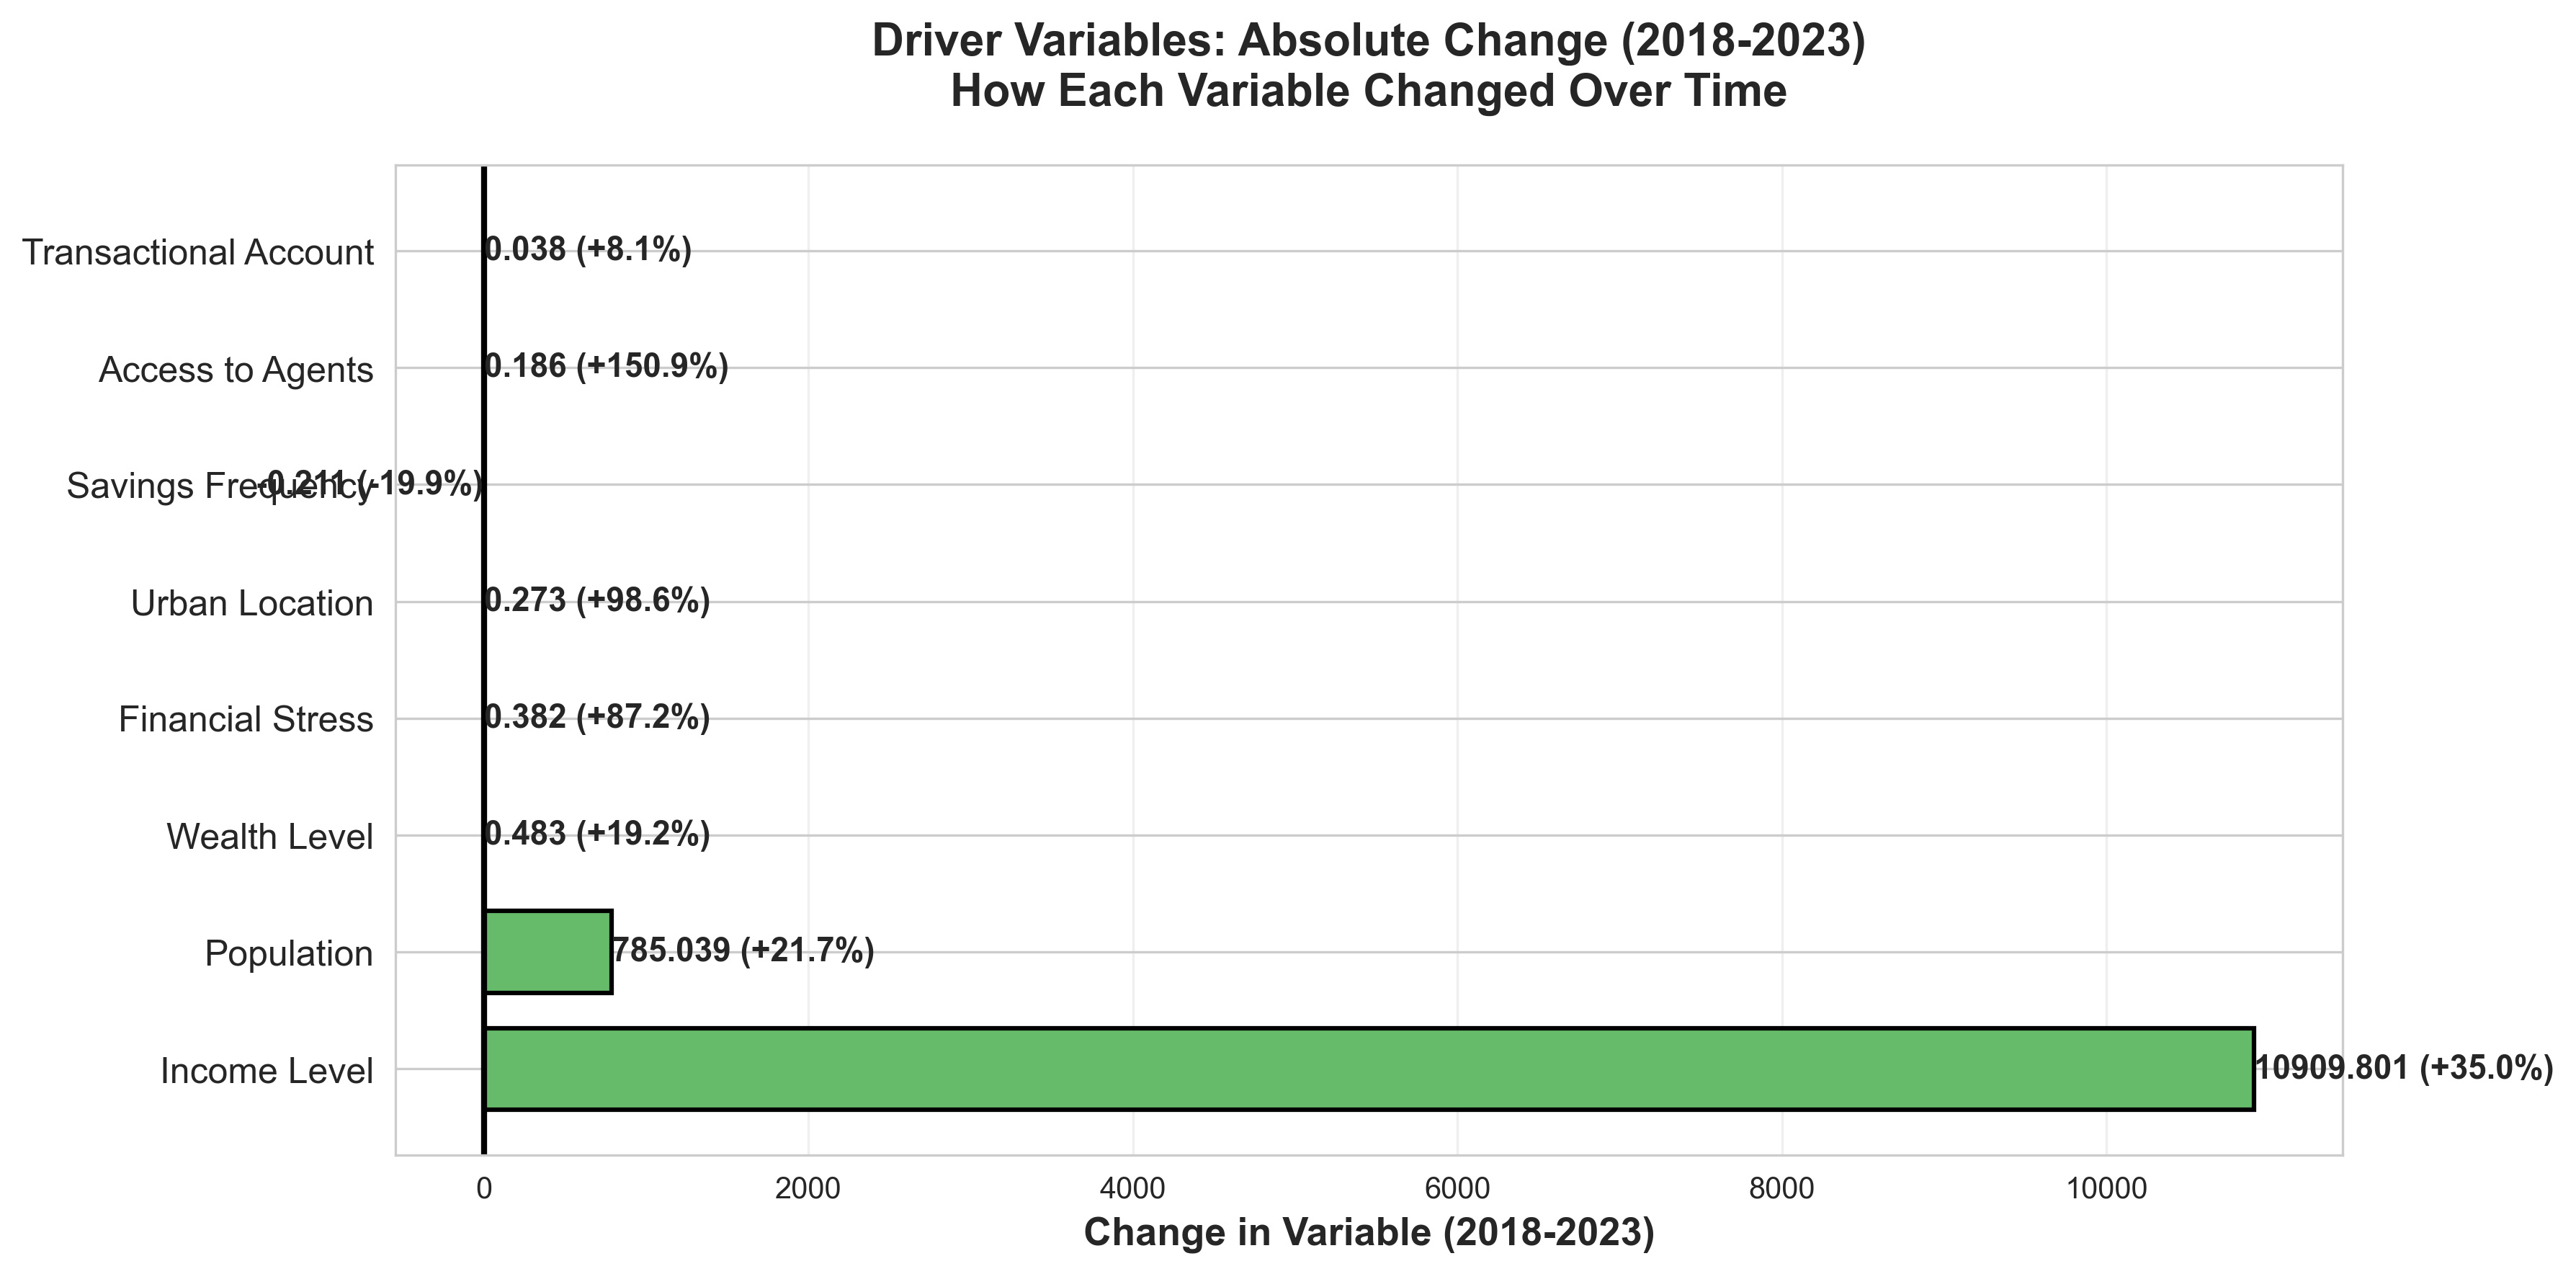 Driver Variables: Absolute Change (2018-2023)
How Each Variable Changed Over Time
Transactional Account
0.038 (+8.1%)
Access to Agents
0.186 (+150.9%)
Savings Frequency
-0.211 (-19.9%)
Urban Location
0.273 (+98.6%)
Financial Stress
0.382 (+87.2%)
Wealth Level
0.483 (+19.2%)
Population
785.039 (+21.7%)
Income Level
10909.801 (+35.0%)
0 2000 4000 6000 8000 10000
Change in Variable (2018-2023)